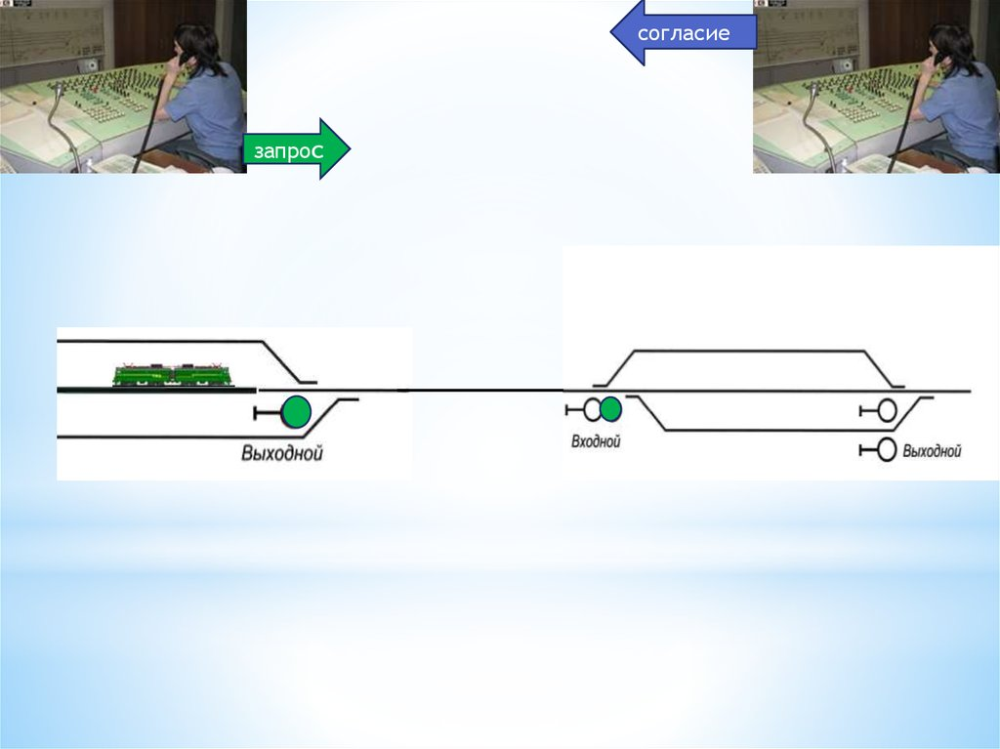 согласие
запрос
Выходной
Входной
Выходной